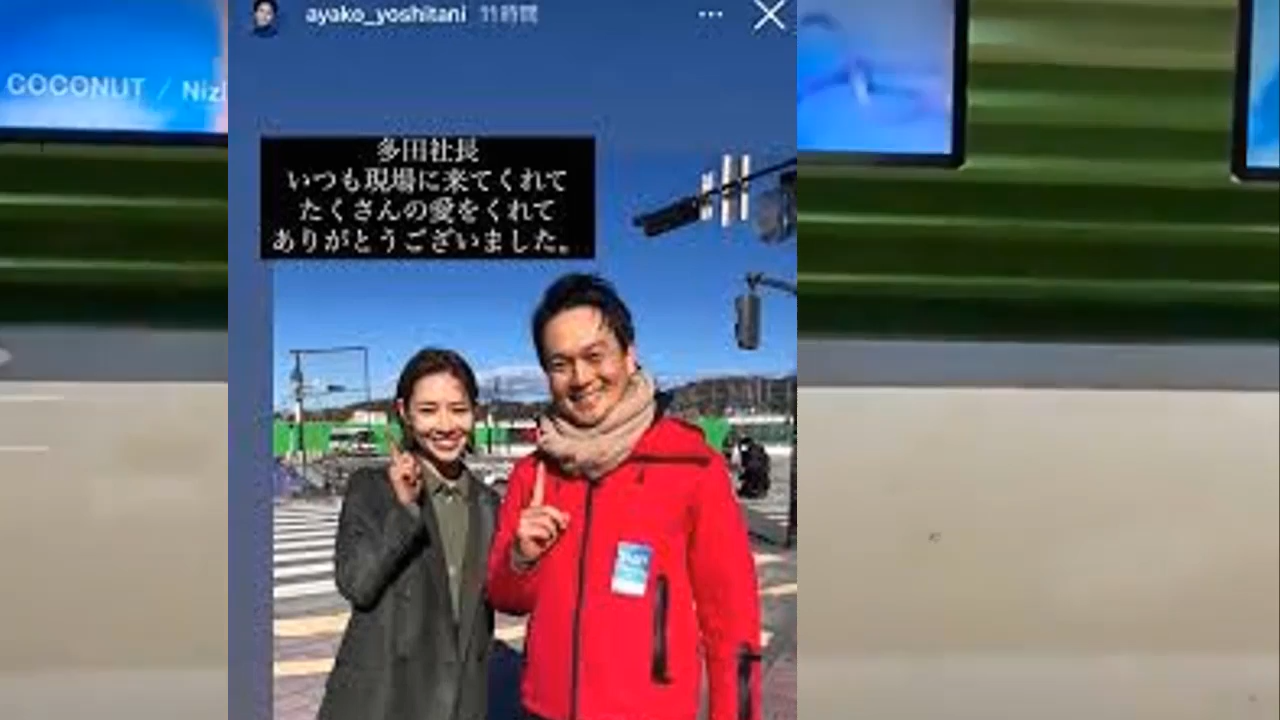 COCONUT / Nizi
ayako_yoshitani 11時間
多田社長
いつも現場に来てくれて
たくさんの愛をくれて
ありがとうございました。